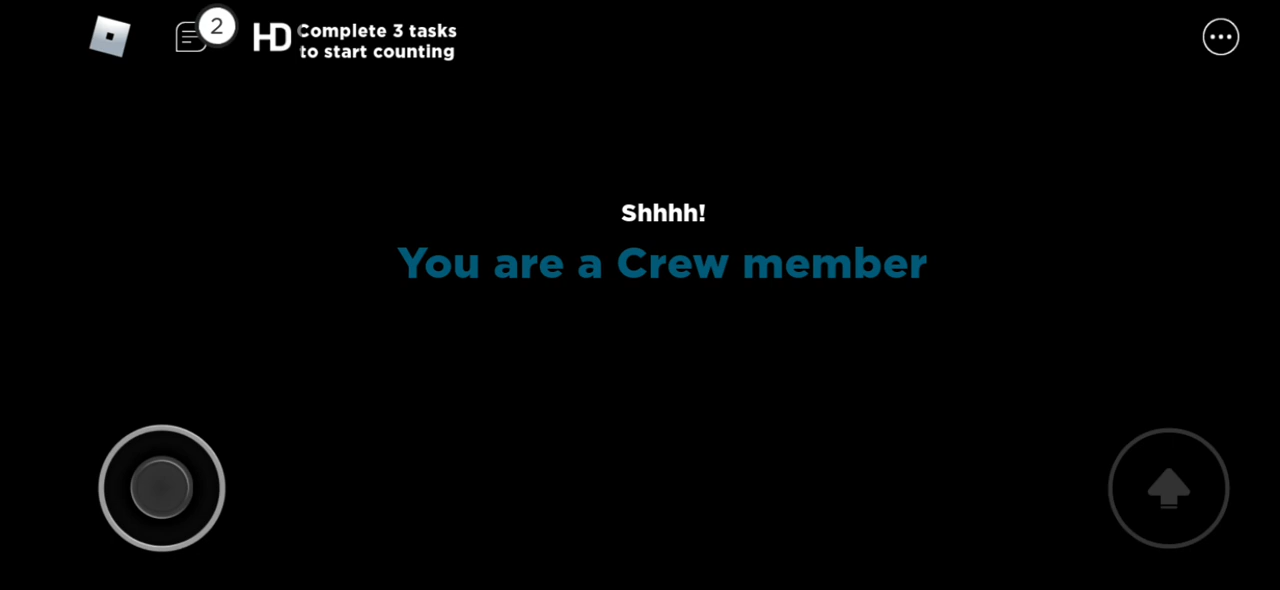 2
HD
Complete 3 tasks
to start counting
Shhhh!
You are a Crew member